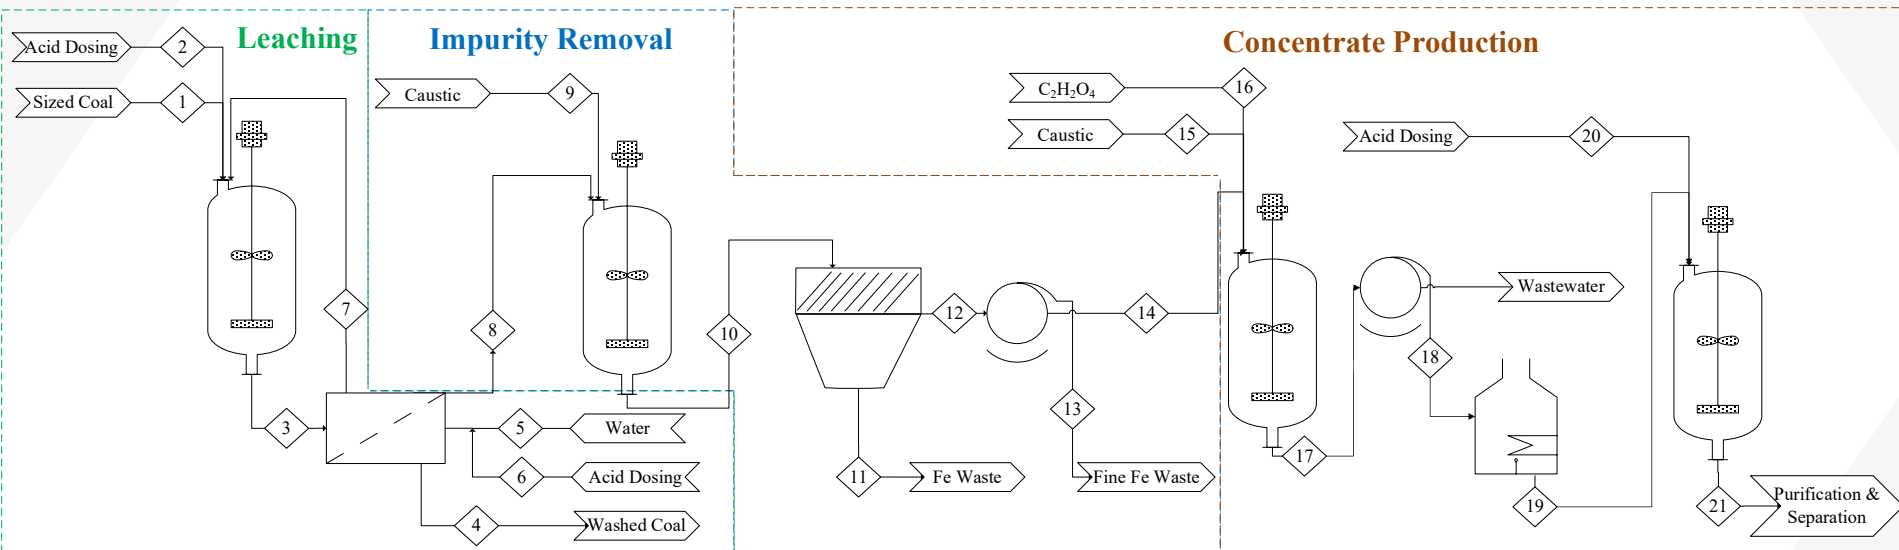 Leaching
Acid Dosing
2
Sized Coal
1
7
3
5
Water
6
Acid Dosing
4
Washed Coal
Impurity Removal
Caustic
9
8
10
12
14
13
11
Fe Waste
Fine Fe Waste
Concentrate Production
C₂H₂O₄
16
Caustic
15
Acid Dosing
20
Wastewater
18
17
19
21
Purification &
Separation